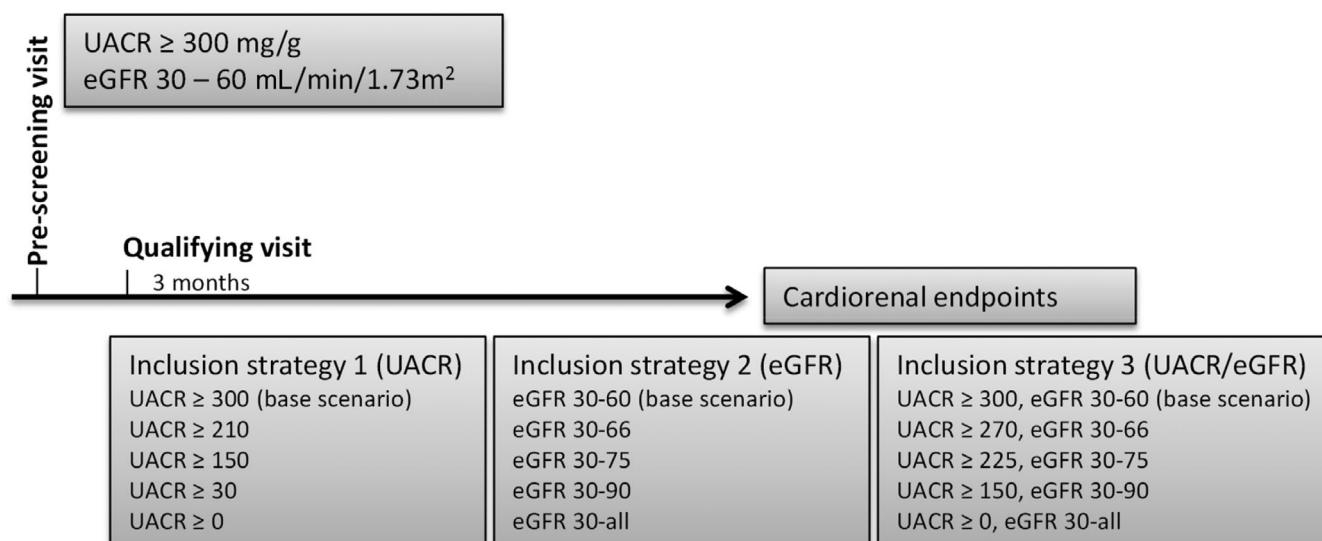 Pre-screening visit
UACR ≥ 300 mg/g
eGFR 30 – 60 mL/min/1.73m²
Qualifying visit
3 months
Cardiorenal endpoints
Inclusion strategy 1 (UACR)
UACR ≥ 300 (base scenario)
UACR ≥ 210
UACR ≥ 150
UACR ≥ 30
UACR ≥ 0
Inclusion strategy 2 (eGFR)
eGFR 30-60 (base scenario)
eGFR 30-66
eGFR 30-75
eGFR 30-90
eGFR 30-all
Inclusion strategy 3 (UACR/eGFR)
UACR ≥ 300, eGFR 30-60 (base scenario)
UACR ≥ 270, eGFR 30-66
UACR ≥ 225, eGFR 30-75
UACR ≥ 150, eGFR 30-90
UACR ≥ 0, eGFR 30-all